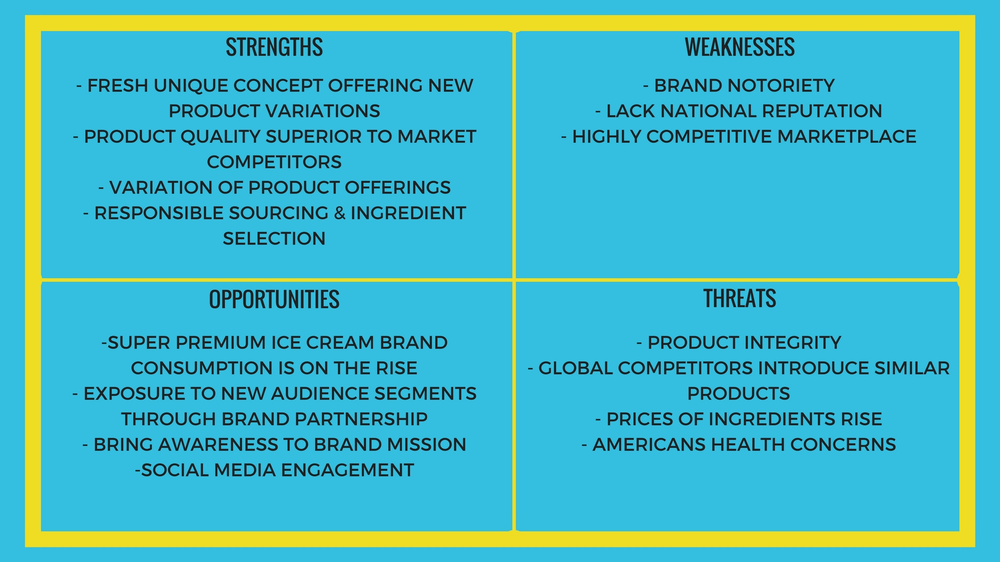 STRENGTHS
- FRESH UNIQUE CONCEPT OFFERING NEW
PRODUCT VARIATIONS
- PRODUCT QUALITY SUPERIOR TO MARKET
COMPETITORS
- VARIATION OF PRODUCT OFFERINGS
- RESPONSIBLE SOURCING & INGREDIENT
SELECTION
WEAKNESSES
- BRAND NOTORIETY
- LACK NATIONAL REPUTATION
- HIGHLY COMPETITIVE MARKETPLACE
OPPORTUNITIES
-SUPER PREMIUM ICE CREAM BRAND
CONSUMPTION IS ON THE RISE
- EXPOSURE TO NEW AUDIENCE SEGMENTS
THROUGH BRAND PARTNERSHIP
- BRING AWARENESS TO BRAND MISSION
-SOCIAL MEDIA ENGAGEMENT
THREATS
- PRODUCT INTEGRITY
- GLOBAL COMPETITORS INTRODUCE SIMILAR
PRODUCTS
- PRICES OF INGREDIENTS RISE
- AMERICANS HEALTH CONCERNS